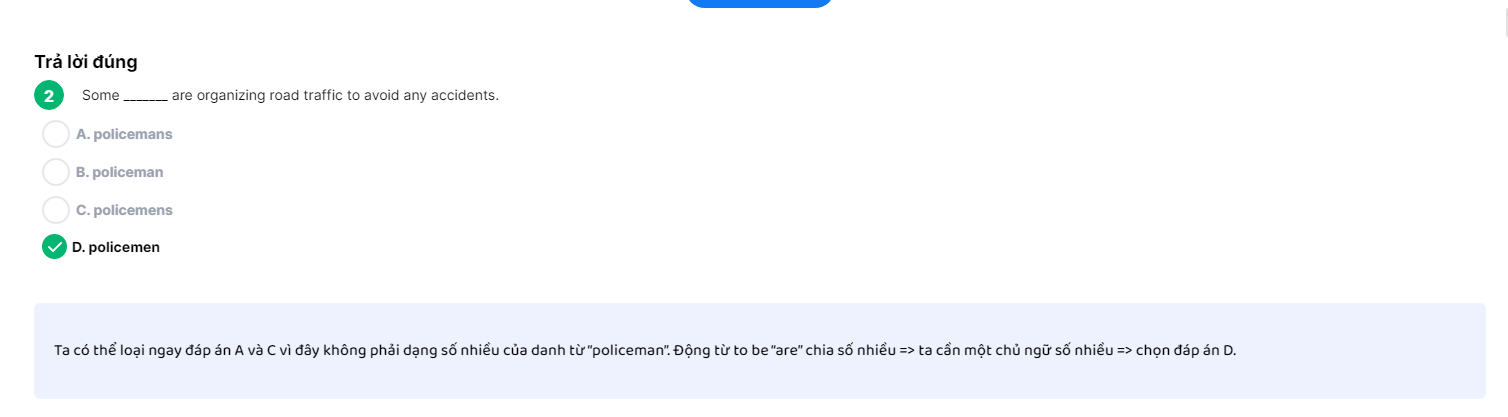 Trả lời đúng
2 Some _______ are organizing road traffic to avoid any accidents.
A. policemans
B. policeman
C. policemens
D. policemen
Ta có thể loại ngay đáp án A và C vì đây không phải dạng số nhiều của danh từ “policeman”. Động từ to be “are” chia số nhiều => ta cần một chủ ngữ số nhiều => chọn đáp án D.